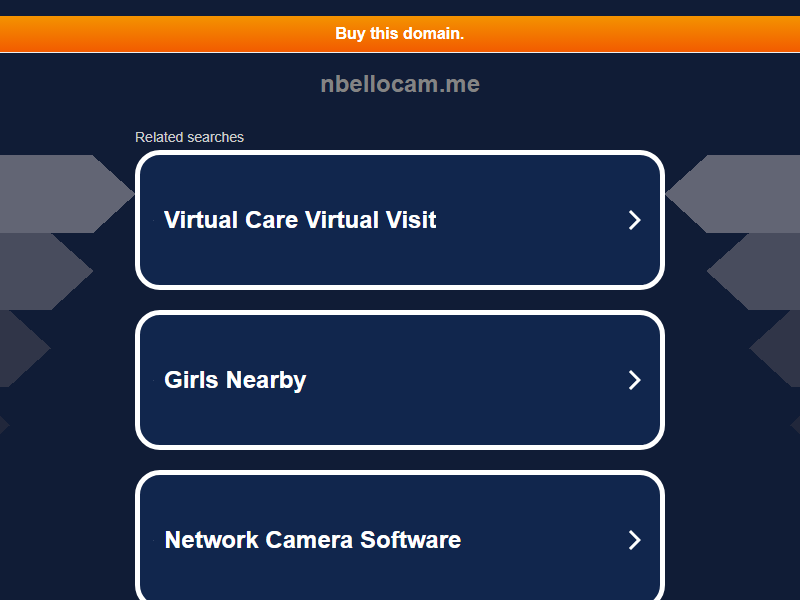 Buy this domain.
nbellocam.me
Related searches
Virtual Care Virtual Visit
Girls Nearby
Network Camera Software